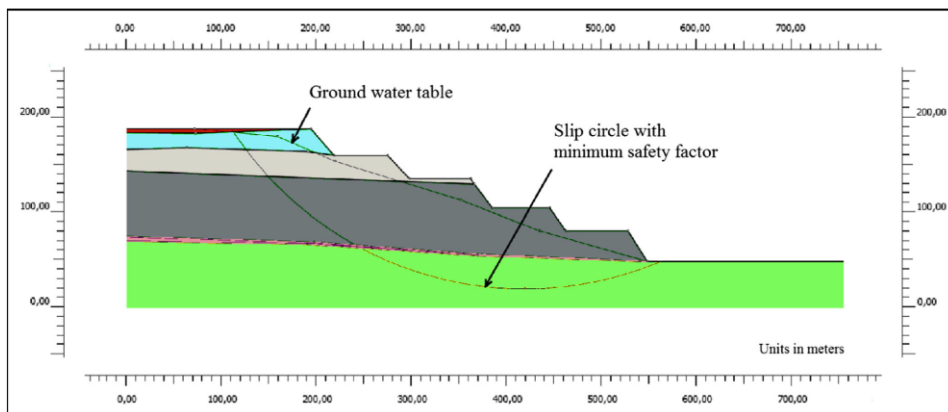 0,00 100,00 200,00 300,00 400,00 500,00 600,00 700,00
Ground water table
Slip circle with
minimum safety factor
200,00 200,00
100,00 100,00
0,00 0,00
Units in meters
0,00 100,00 200,00 300,00 400,00 500,00 600,00 700,00